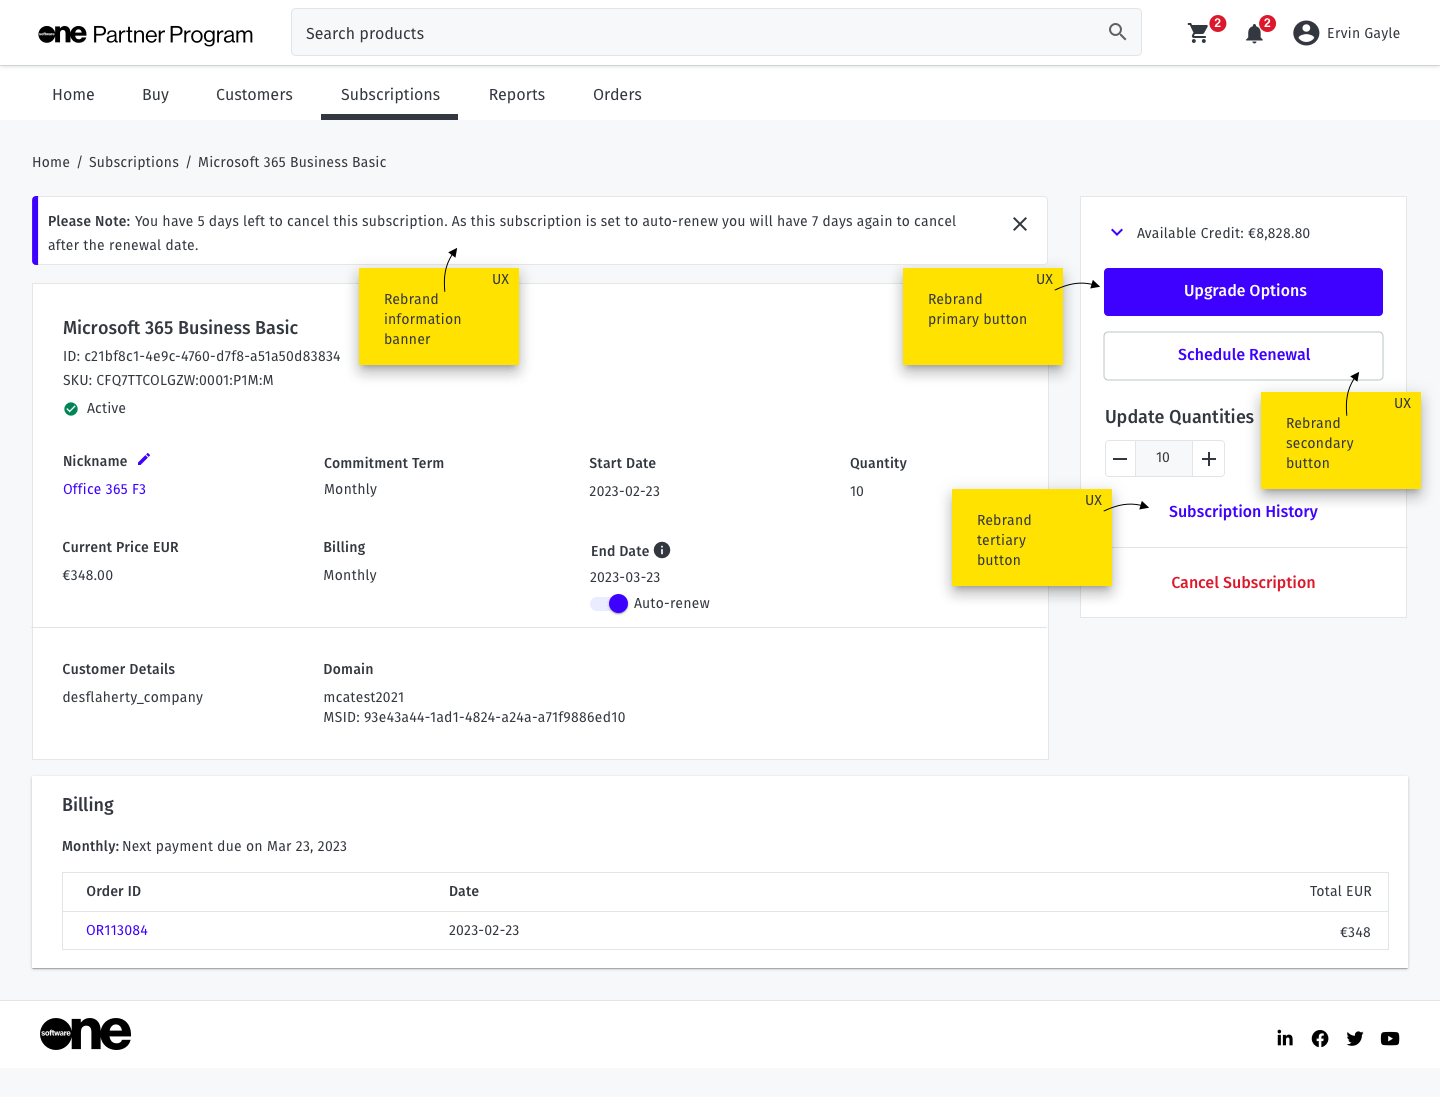 software one Partner Program
Search products
2
2
Ervin Gayle
Home
Buy
Customers
Subscriptions
Reports
Orders
Home / Subscriptions / Microsoft 365 Business Basic
Please Note: You have 5 days left to cancel this subscription. As this subscription is set to auto-renew you will have 7 days again to cancel
after the renewal date.
UX
Rebrand
information
banner
Microsoft 365 Business Basic
ID: c21bf8c1-4e9c-4760-d7f8-a51a50d83834
SKU: CFQ7TTCOLGZW:0001:P1M:M
Active
Nickname
Office 365 F3
Commitment Term
Monthly
Start Date
2023-02-23
Quantity
10
Current Price EUR
€348.00
Billing
Monthly
End Date
2023-03-23
Auto-renew
Customer Details
desflaherty_company
Domain
mcatest2021
MSID: 93e43a44-1ad1-4824-a24a-a71f9886ed10
Available Credit: €8,828.80
UX
Rebrand
primary button
Upgrade Options
Schedule Renewal
UX
Rebrand
secondary
button
Update Quantities
10
UX
Rebrand
tertiary
button
Subscription History
Cancel Subscription
Billing
Monthly: Next payment due on Mar 23, 2023
Order ID
Date
Total EUR
OR113084
2023-02-23
€348
software one
in